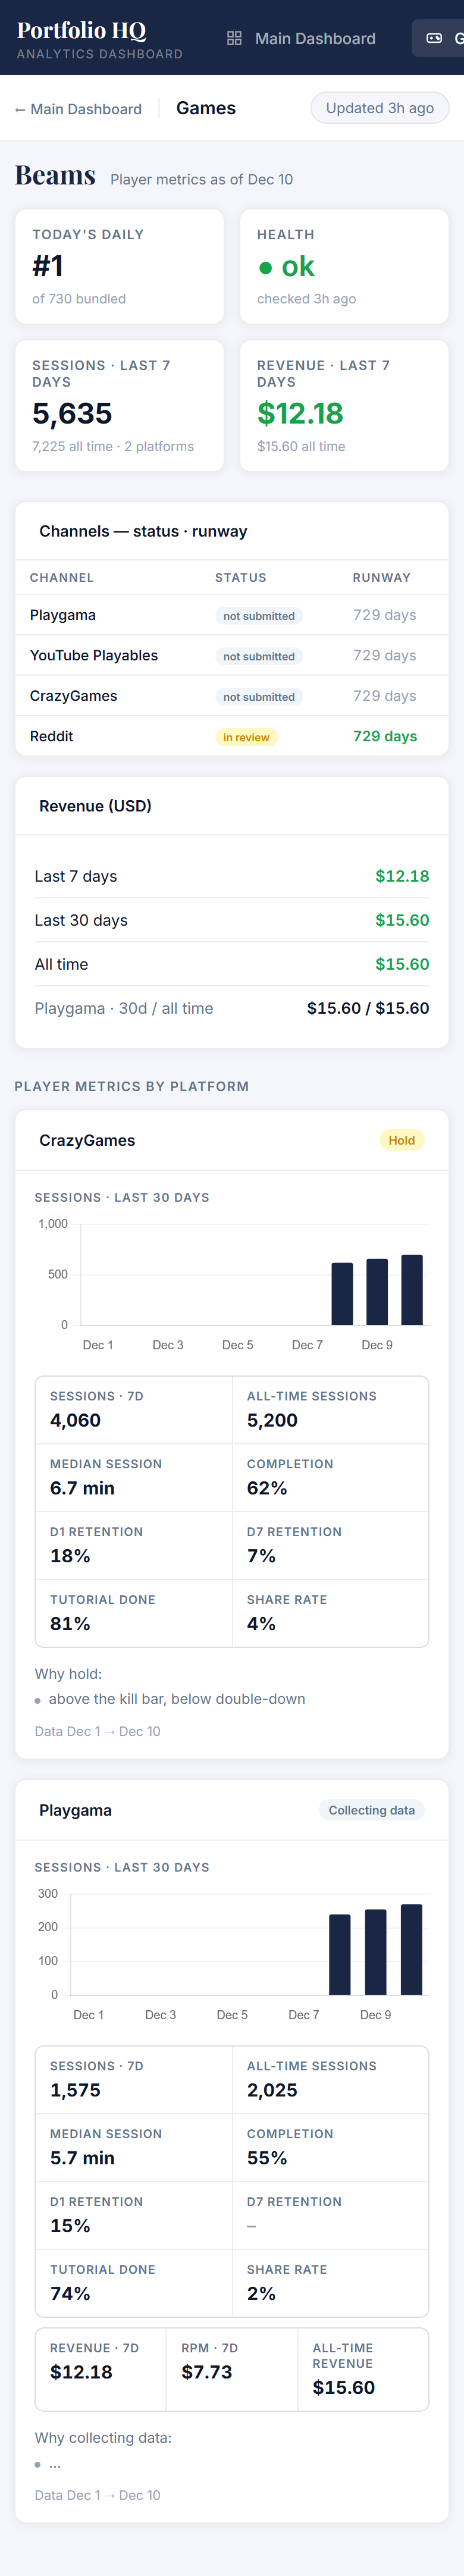 Portfolio HQ
ANALYTICS DASHBOARD
Main Dashboard
G
← Main Dashboard
Games
Updated 3h ago
Beams
Player metrics as of Dec 10
TODAY'S DAILY
#1
of 730 bundled
HEALTH
● ok
checked 3h ago
SESSIONS · LAST 7
DAYS
5,635
7,225 all time · 2 platforms
REVENUE · LAST 7
DAYS
$12.18
$15.60 all time
Channels — status · runway
CHANNEL STATUS RUNWAY
Playgama not submitted 729 days
YouTube Playables not submitted 729 days
CrazyGames not submitted 729 days
Reddit in review 729 days
Revenue (USD)
Last 7 days $12.18
Last 30 days $15.60
All time $15.60
Playgama · 30d / all time $15.60 / $15.60
PLAYER METRICS BY PLATFORM
CrazyGames Hold
SESSIONS · LAST 30 DAYS
1,000
500
0
Dec 1 Dec 3 Dec 5 Dec 7 Dec 9
SESSIONS · 7D
4,060
ALL-TIME SESSIONS
5,200
MEDIAN SESSION
6.7 min
COMPLETION
62%
D1 RETENTION
18%
D7 RETENTION
7%
TUTORIAL DONE
81%
SHARE RATE
4%
Why hold:
● above the kill bar, below double-down
Data Dec 1 → Dec 10
Playgama Collecting data
SESSIONS · LAST 30 DAYS
300
200
100
0
Dec 1 Dec 3 Dec 5 Dec 7 Dec 9
SESSIONS · 7D
1,575
ALL-TIME SESSIONS
2,025
MEDIAN SESSION
5.7 min
COMPLETION
55%
D1 RETENTION
15%
D7 RETENTION
–
TUTORIAL DONE
74%
SHARE RATE
2%
REVENUE · 7D
$12.18
RPM · 7D
$7.73
ALL-TIME
REVENUE
$15.60
Why collecting data:
● ...
Data Dec 1 → Dec 10